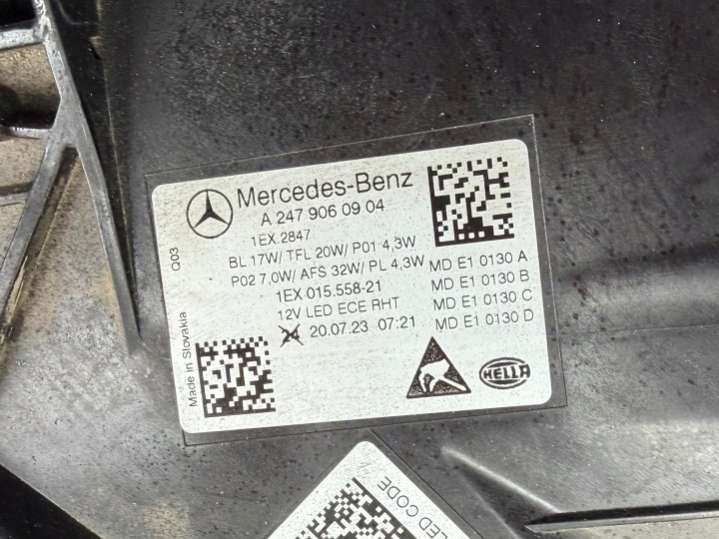 Mercedes-Benz
A 247 906 09 04
1EX.2847
BL 17W/ TFL 20W/ P01 4,3W
P02 7,0W/ AFS 32W/ PL 4,3W
1EX 015.558-21
12V LED ECE RHT
20.07.23 07:21
MD E1 0130 A
MD E1 0130 B
MD E1 0130 C
MD E1 0130 D
Q03
Made in Slovakia
HELLA
LED CODE